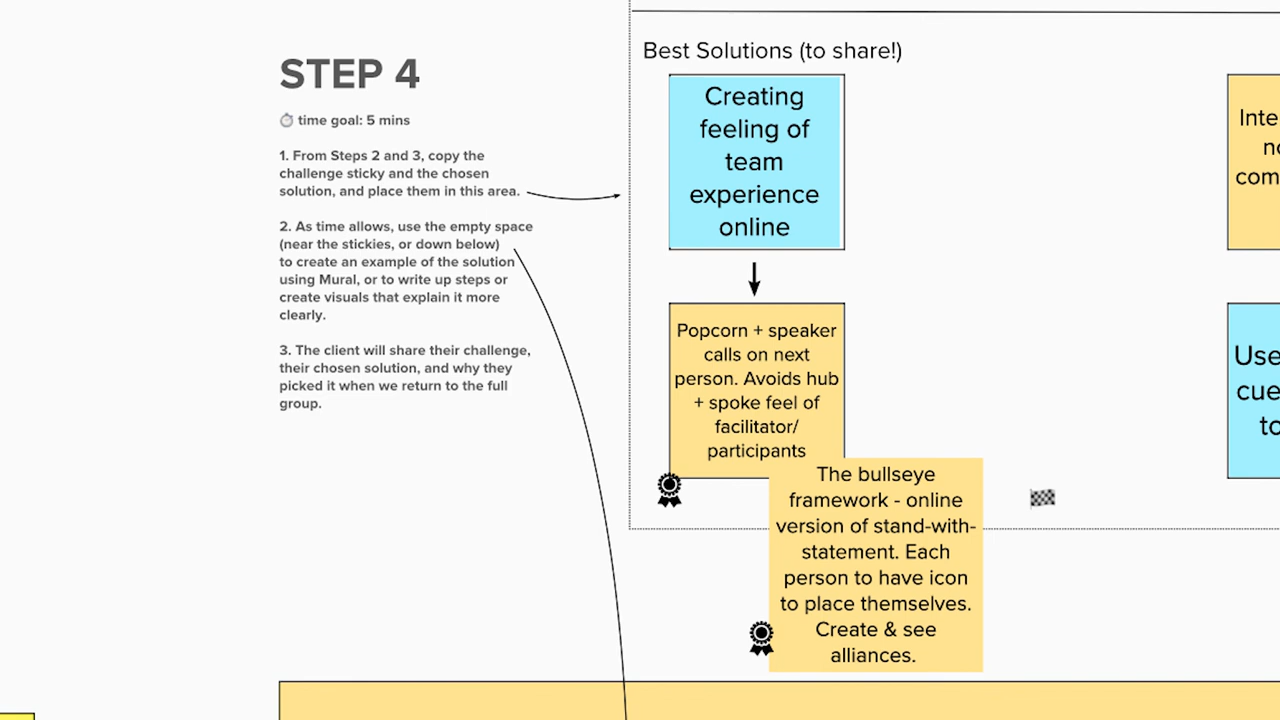 STEP 4
time goal: 5 mins
1. From Steps 2 and 3, copy the
challenge sticky and the chosen
solution, and place them in this area.
2. As time allows, use the empty space
(near the stickies, or down below)
to create an example of the solution
using Mural, or to write up steps or
create visuals that explain it more
clearly.
3. The client will share their challenge,
their chosen solution, and why they
picked it when we return to the full
group.
Best Solutions (to share!)
Creating
feeling of
team
experience
online
Popcorn + speaker
calls on next
person. Avoids hub
+ spoke feel of
facilitator/
participants
The bullseye
framework - online
version of stand-with-
statement. Each
person to have icon
to place themselves.
Create & see
alliances.